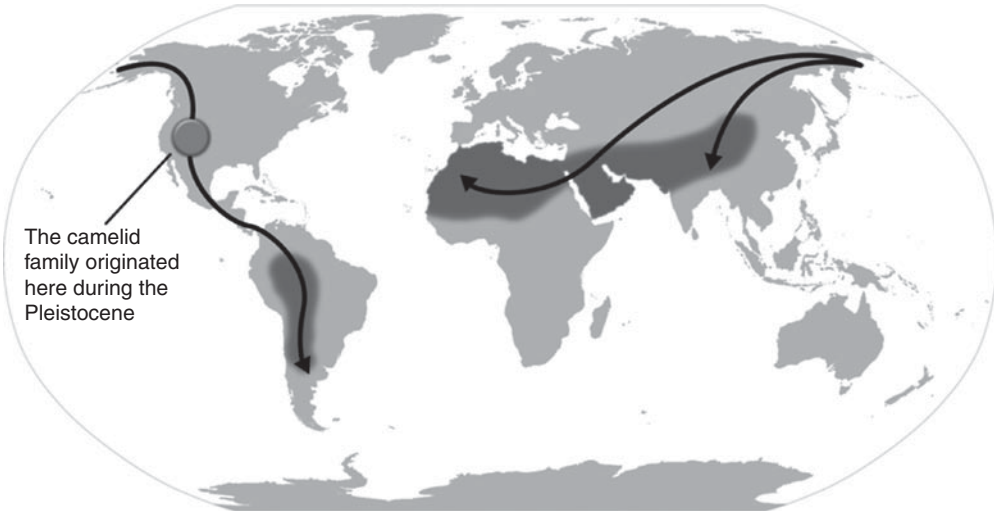 The camelid
family originated
here during the
Pleistocene